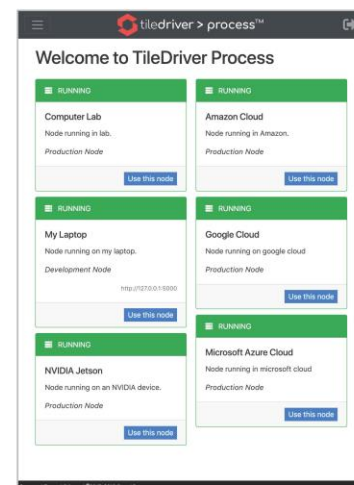 tiledriver > process™
Welcome to TileDriver Process
RUNNING
Computer Lab
Node running in lab.
Production Node
Use this node
RUNNING
My Laptop
Node running on my laptop.
Development Node
http://127.0.0.1:5000
Use this node
RUNNING
NVIDIA Jetson
Node running on an NVIDIA device.
Production Node
Use this node
RUNNING
Amazon Cloud
Node running in Amazon.
Production Node
Use this node
RUNNING
Google Cloud
Node running on google cloud
Production Node
Use this node
RUNNING
Microsoft Azure Cloud
Node running in microsoft cloud
Production Node
Use this node